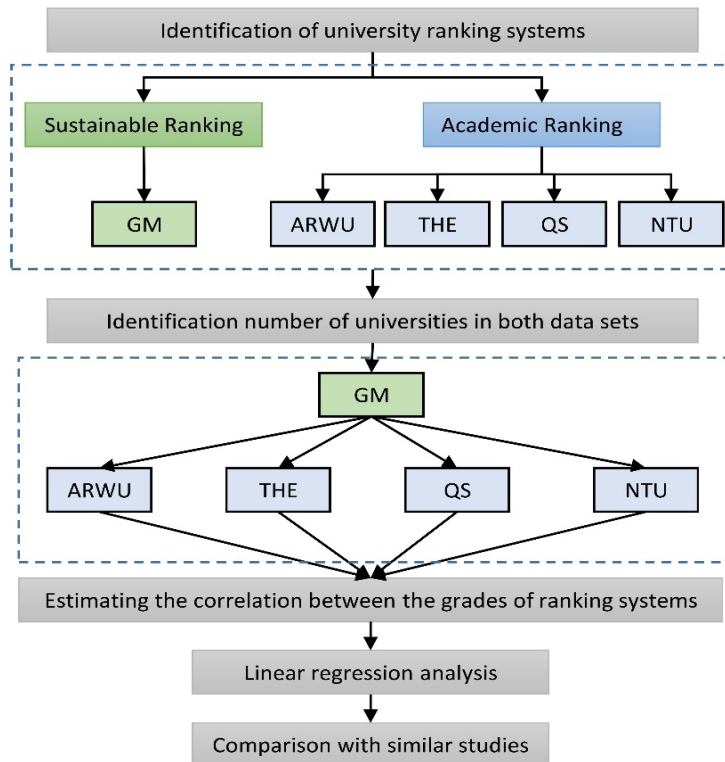 Identification of university ranking systems
Sustainable Ranking
Academic Ranking
GM
ARWU
THE
QS
NTU
Identification number of universities in both data sets
GM
ARWU
THE
QS
NTU
Estimating the correlation between the grades of ranking systems
Linear regression analysis
Comparison with similar studies